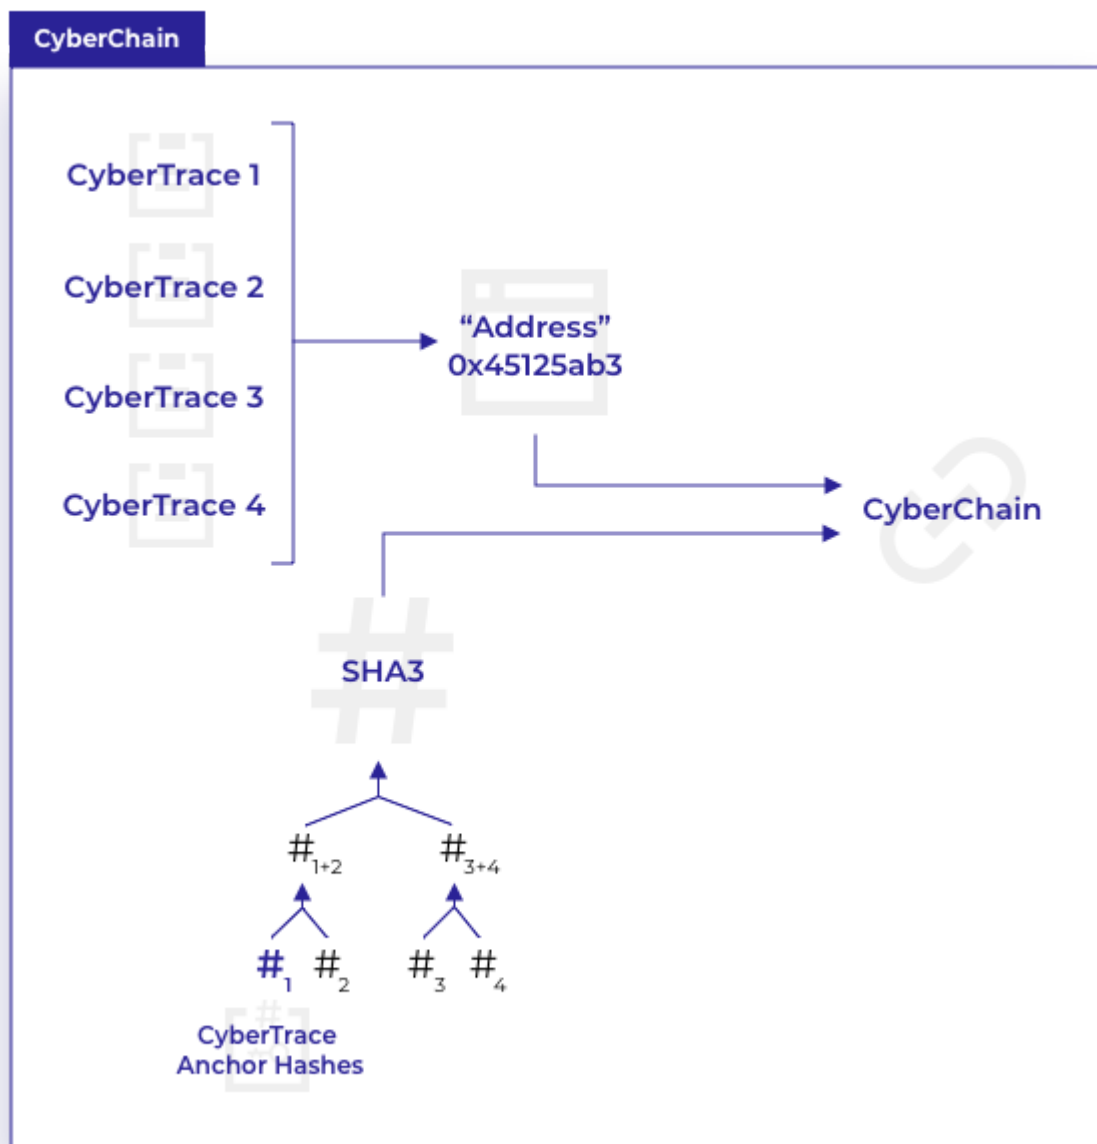 CyberChain
CyberTrace 1
CyberTrace 2
CyberTrace 3
CyberTrace 4
“Address”
0x45125ab3
CyberChain
SHA3
#1+2
#3+4
#1
#2
#3
#4
CyberTrace
Anchor Hashes